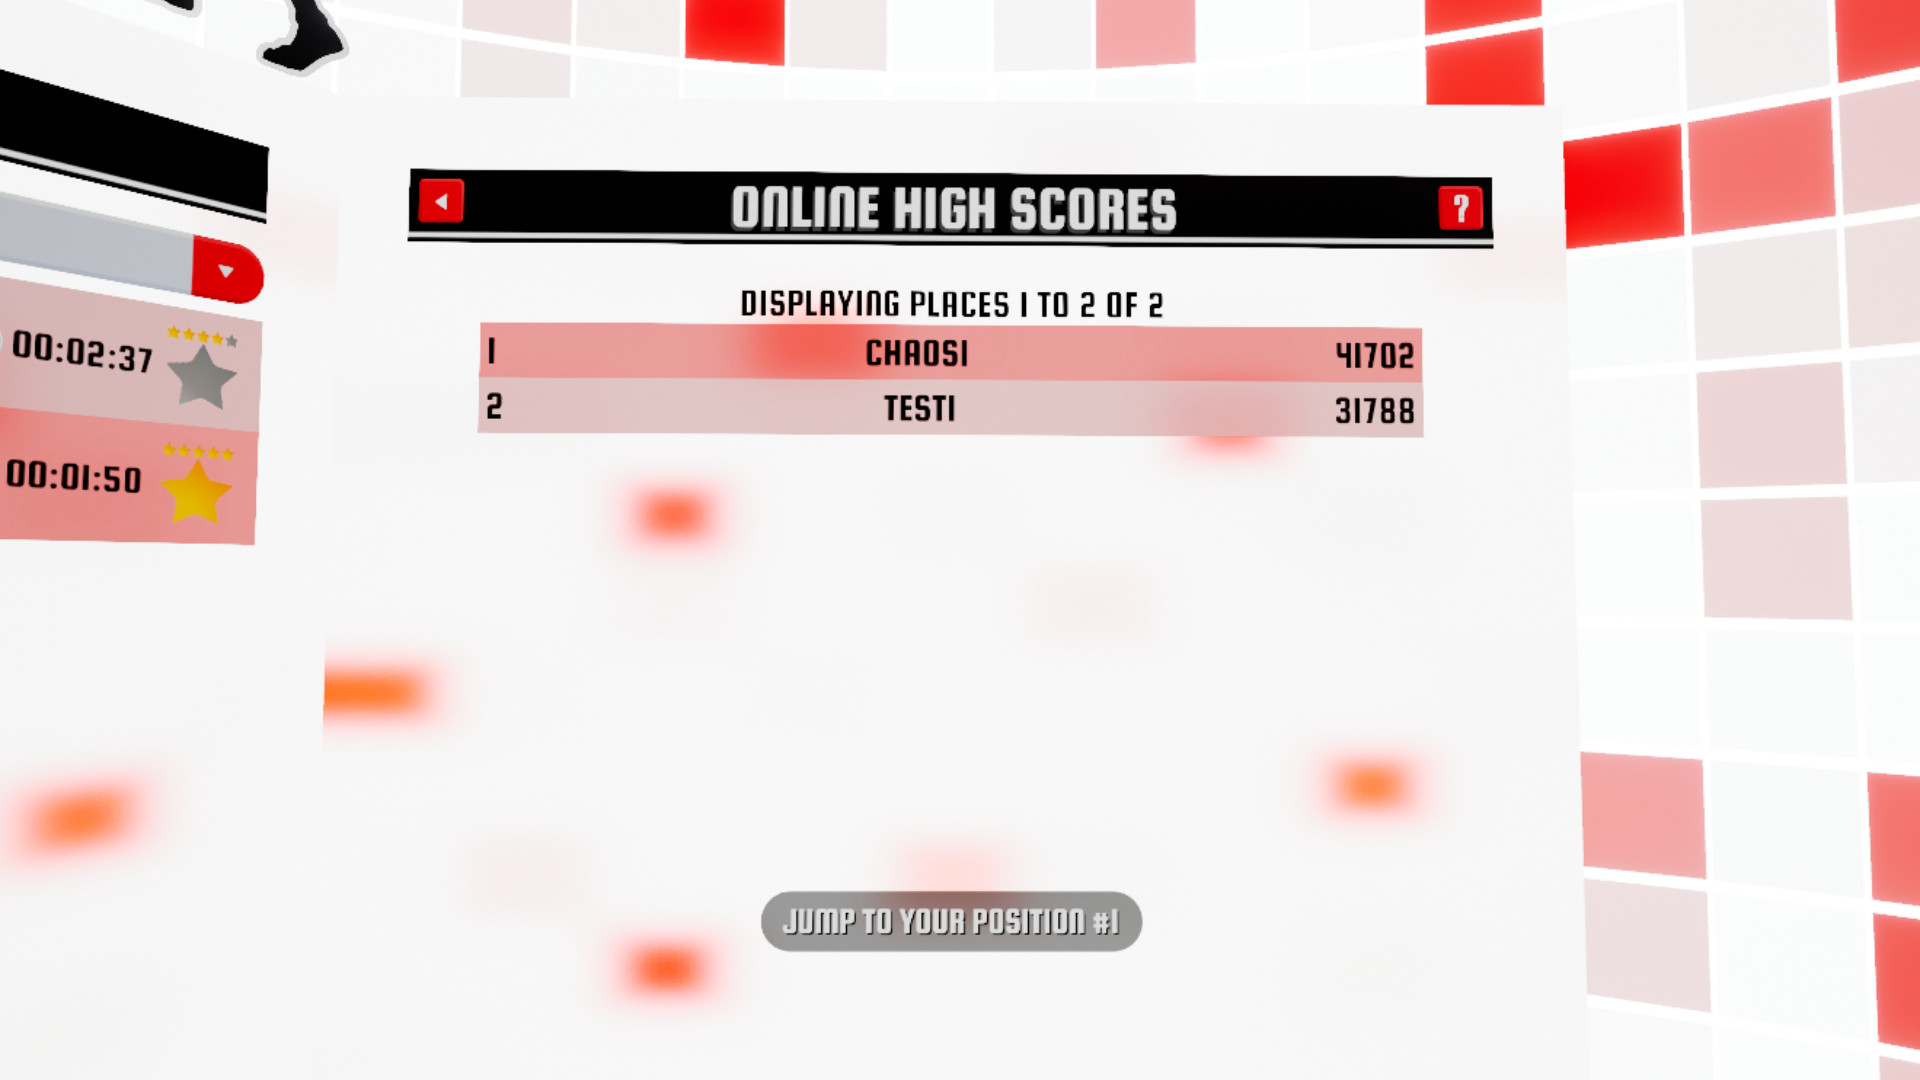 ONLINE HIGH SCORES
?
DISPLAYING PLACES 1 TO 2 OF 2
1 CHAOSI 41702
2 TESTI 31788
JUMP TO YOUR POSITION #1
00:02:37
00:01:50